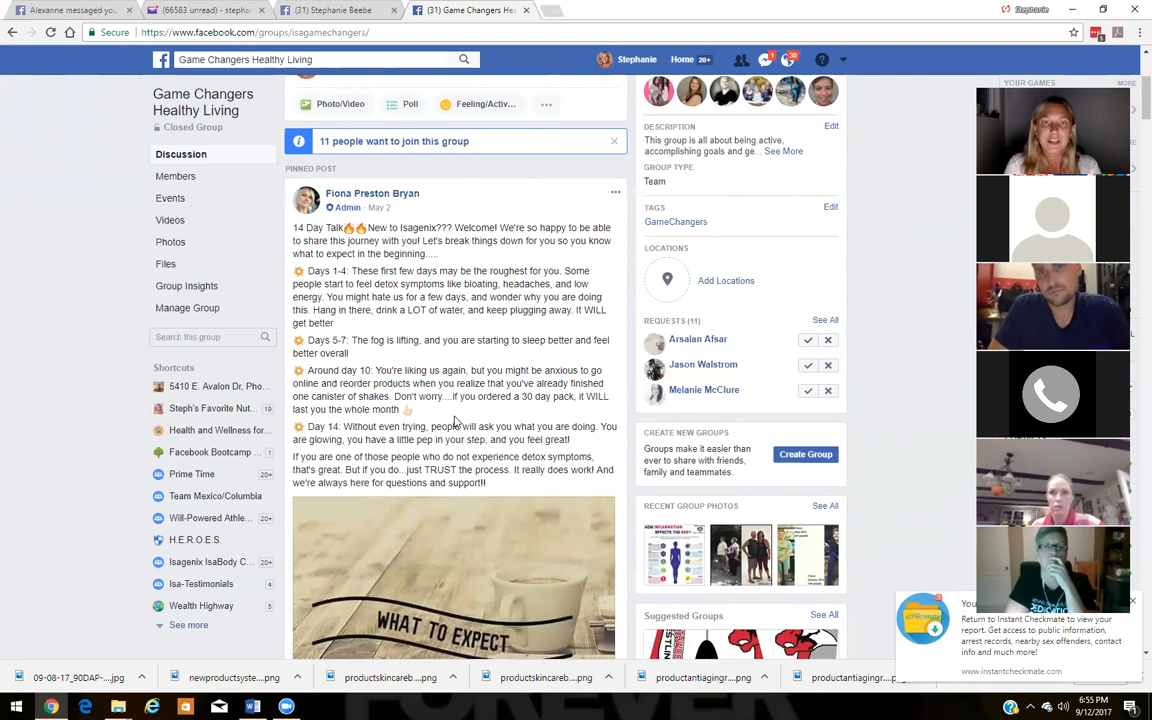 Alexanne messaged you
(66583 unread) - stephan
(31) Stephanie Beebe
(31) Game Changers Hea
Stephanie
Secure
https://www.facebook.com/groups/isagamechangers/
Game Changers Healthy Living
Stephanie
Home 20+
1
30
Game Changers
Healthy Living
Closed Group
Discussion
Members
Events
Videos
Photos
Files
Group Insights
Manage Group
Search this group
Shortcuts
5410 E. Avalon Dr, Pho...
Steph's Favorite Nut... 19
Health and Wellness for...
Facebook Bootcamp ... 1
Prime Time 20+
Team Mexico/Columbia
Will-Powered Athle... 20+
H.E.R.O.E.S
Isagenix IsaBody C... 20+
Isa-Testimonials 4
Wealth Highway 5
See more
Photo/Video
Poll
Feeling/Activ...
11 people want to join this group
PINNED POST
Fiona Preston Bryan
Admin · May 2
14 Day Talk🔥🔥New to Isagenix??? Welcome! We're so happy to be able
to share this journey with you! Let's break things down for you so you know
what to expect in the beginning.....
💥 Days 1-4: These first few days may be the roughest for you. Some
people start to feel detox symptoms like bloating, headaches, and low
energy. You might hate us for a few days, and wonder why you are doing
this. Hang in there, drink a LOT of water, and keep plugging away. It WILL
get better
💥 Days 5-7: The fog is lifting, and you are starting to sleep better and feel
better overall
💥 Around day 10: You're liking us again, but you might be anxious to go
online and reorder products when you realize that you've already finished
one canister of shakes. Don't worry....if you ordered a 30 day pack, it WILL
last you the whole month 👆🏻
💥 Day 14: Without even trying, people will ask you what you are doing. You
are glowing, you have a little pep in your step, and you feel great!
If you are one of those people who do not experience detox symptoms,
that's great. But if you do...just TRUST the process. It really does work! And
we're always here for questions and support!!
WHAT TO EXPECT
DESCRIPTION
Edit
This group is all about being active,
accomplishing goals and ge... See More
GROUP TYPE
Team
TAGS
Edit
GameChangers
LOCATIONS
Add Locations
REQUESTS (11)
See All
Arsalan Afsar
Jason Walstrom
Melanie McClure
CREATE NEW GROUPS
Groups makes it easier than
ever to share with friends,
family and teammates.
Create Group
RECENT GROUP PHOTOS
See All
Suggested Groups
See All
YOUR GAMES
MORE
Return to Instant Checkmate to view your
report. Get access to public information,
arrest records, nearby sex offenders, contact
info and much more!
www.instantcheckmate.com
09-08-17_90DAP-....jpg
newproductsyste....png
productskincareb....png
productskincareb....png
productantiagingr....png
productantiagingr....png
6:55 PM
9/12/2017